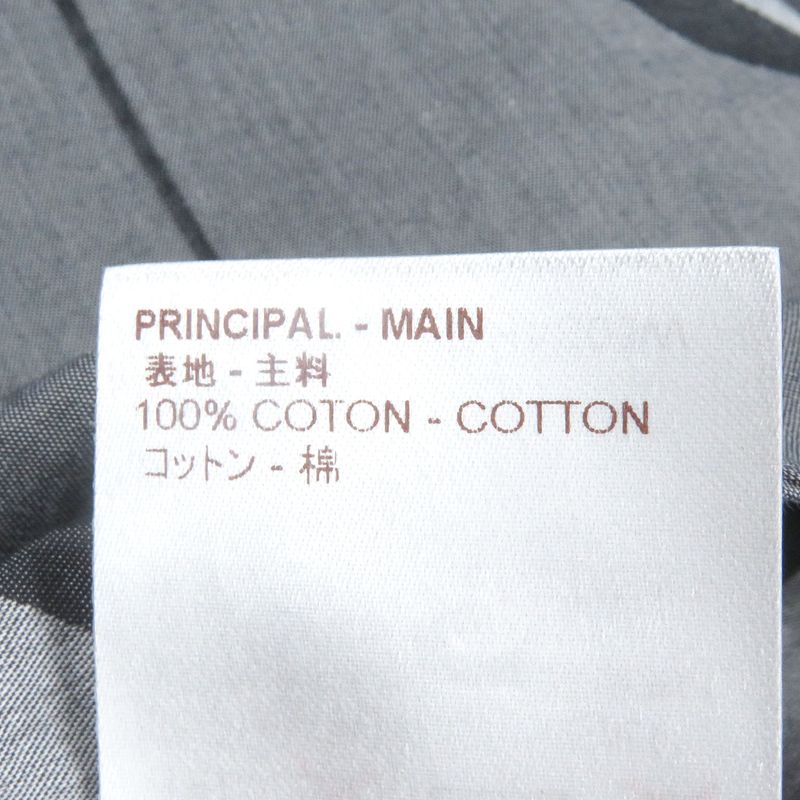 PRINCIPAL - MAIN
表地 - 主料
100% COTON - COTTON
コットン - 棉